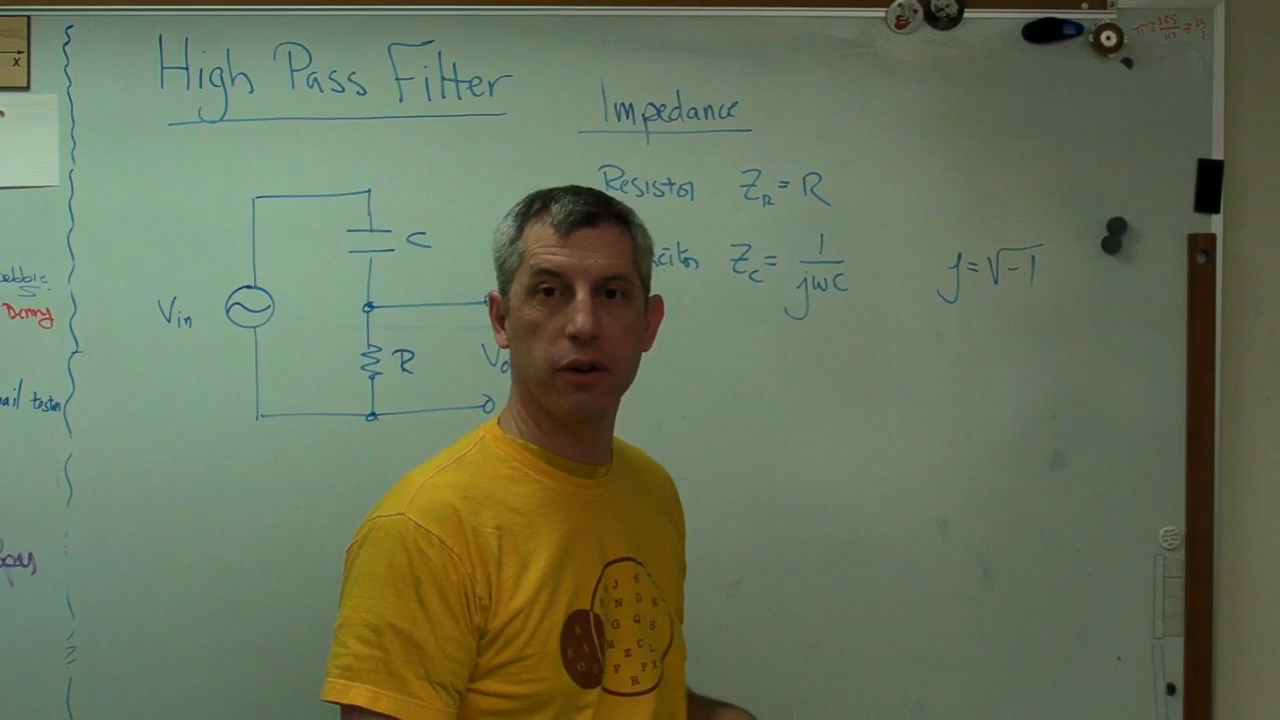 High Pass Filter
Impedance
Resistor Z_R = R
Z_C = 1/jωC
j = √-1
C
V_in
R
Denny
x
J
N D K
G Q H
M Z C L
F P X
R